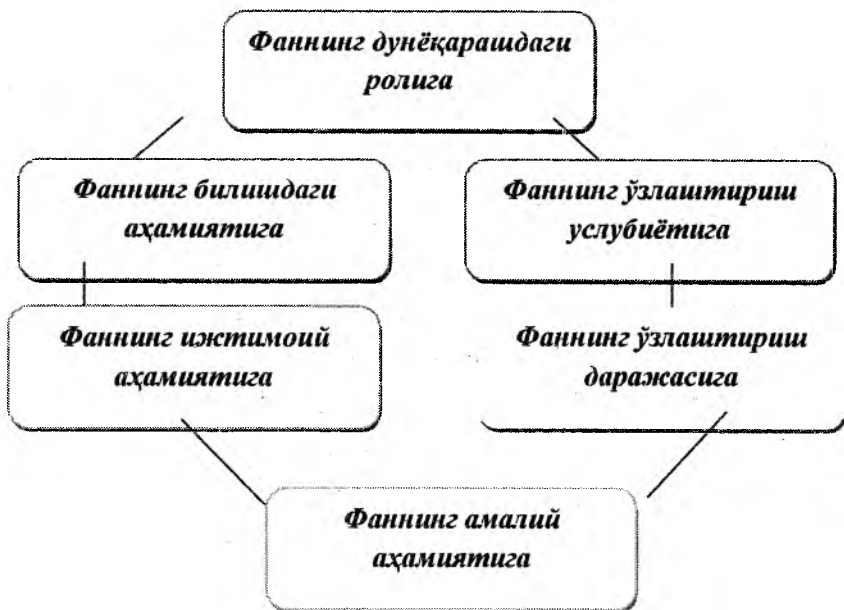 Фаннинг дунёқарашдаги
ролига
Фаннинг билишдаги
аҳамиятига
Фаннинг ўзлаштириш
услубиётига
Фаннинг ижтимоий
аҳамиятига
Фаннинг ўзлаштириш
даражасига
Фаннинг амалий
аҳамиятига